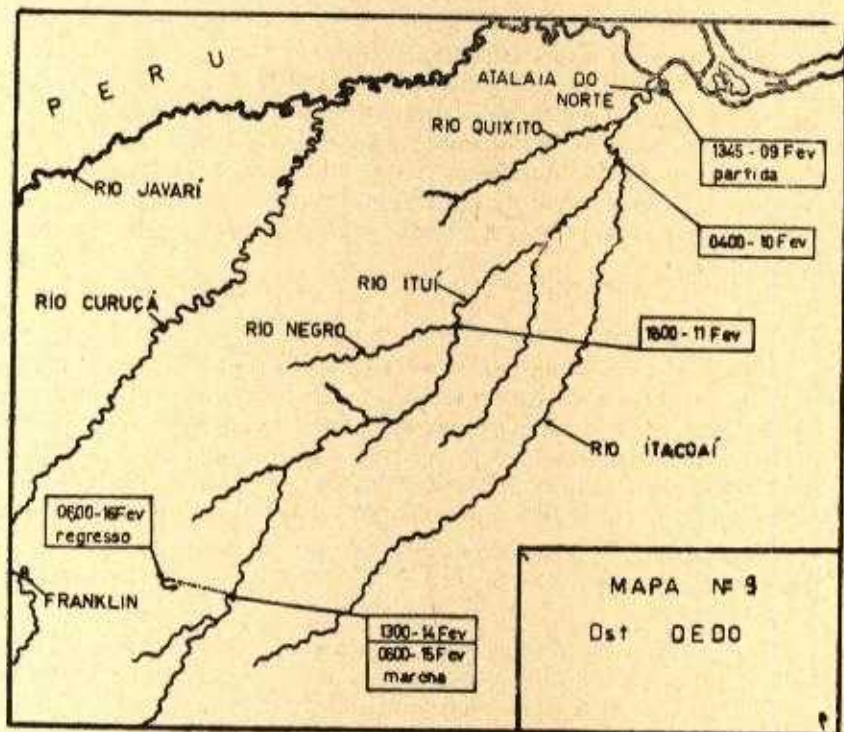 PERU
ATALAIA DO
NORTE
RIO QUIXITO
1345 - 09 Fev
partida
RIO JAVARÍ
0400 - 10 Fev
RIO ITUÍ
RIO CURUÇÁ
RIO NEGRO
1800 - 11 Fev
RIO ITACOAÍ
0600 - 16 Fev
regresso
FRANKLIN
1300 - 14 Fev
0600 - 15 Fev
marcha
MAPA Nº 9
Dst DEDO